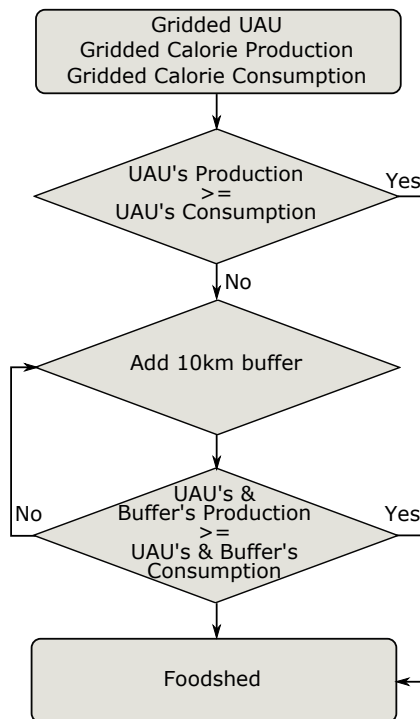 Gridded UAU
Gridded Calorie Production
Gridded Calorie Consumption
UAU's Production
>=
UAU's Consumption
Yes
No
Add 10km buffer
UAU's &
Buffer's Production
>=
UAU's & Buffer's
Consumption
No
Yes
Foodshed